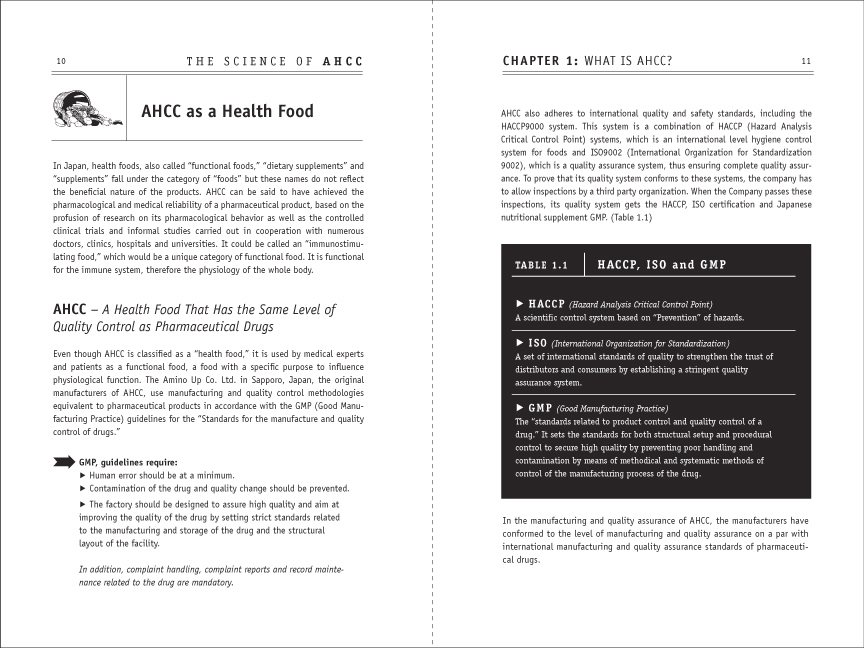 10
THE SCIENCE OF AHCC
AHCC as a Health Food
In Japan, health foods, also called “functional foods,” “dietary supplements” and
“supplements” fall under the category of “foods” but these names do not reflect
the beneficial nature of the products. AHCC can be said to have achieved the
pharmacological and medical reliability of a pharmaceutical product, based on the
profusion of research on its pharmacological behavior as well as the controlled
clinical trials and informal studies carried out in cooperation with numerous
doctors, clinics, hospitals and universities. It could be called an “immunostimu-
lating food,” which would be a unique category of functional food. It is functional
for the immune system, therefore the physiology of the whole body.
AHCC – A Health Food That Has the Same Level of
Quality Control as Pharmaceutical Drugs
Even though AHCC is classified as a “health food,” it is used by medical experts
and patients as a functional food, a food with a specific purpose to influence
physiological function. The Amino Up Co. Ltd. in Sapporo, Japan, the original
manufacturers of AHCC, use manufacturing and quality control methodologies
equivalent to pharmaceutical products in accordance with the GMP (Good Manu-
facturing Practice) guidelines for the “Standards for the manufacture and quality
control of drugs.”
GMP, guidelines require:
▶ Human error should be at a minimum.
▶ Contamination of the drug and quality change should be prevented.
▶ The factory should be designed to assure high quality and aim at
improving the quality of the drug by setting strict standards related
to the manufacturing and storage of the drug and the structural
layout of the facility.
In addition, complaint handling, complaint reports and record mainte-
nance related to the drug are mandatory.
CHAPTER 1: WHAT IS AHCC?
11
AHCC also adheres to international quality and safety standards, including the
HACCP9000 system. This system is a combination of HACCP (Hazard Analysis
Critical Control Point) systems, which is an international level hygiene control
system for foods and ISO9002 (International Organization for Standardization
9002), which is a quality assurance system, thus ensuring complete quality assur-
ance. To prove that its quality system conforms to these systems, the company has
to allow inspections by a third party organization. When the Company passes these
inspections, its quality system gets the HACCP, ISO certification and Japanese
nutritional supplement GMP. (Table 1.1)
TABLE 1.1 HACCP, ISO and GMP
▶ HACCP (Hazard Analysis Critical Control Point)
A scientific control system based on “Prevention” of hazards.
▶ ISO (International Organization for Standardization)
A set of international standards of quality to strengthen the trust of
distributors and consumers by establishing a stringent quality
assurance system.
▶ GMP (Good Manufacturing Practice)
The “standards related to product control and quality control of a
drug.” It sets the standards for both structural setup and procedural
control to secure high quality by preventing poor handling and
contamination by means of methodical and systematic methods of
control of the manufacturing process of the drug.
In the manufacturing and quality assurance of AHCC, the manufacturers have
conformed to the level of manufacturing and quality assurance on a par with
international manufacturing and quality assurance standards of pharmaceuti-
cal drugs.